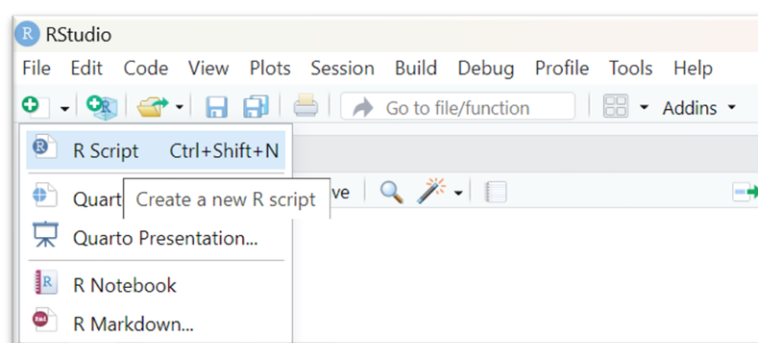 R RStudio
File Edit Code View Plots Session Build Debug Profile Tools Help
R Go to file/function Addins
R R Script Ctrl+Shift+N
Quart Create a new R script ve
Quarto Presentation...
R R Notebook
R Markdown...